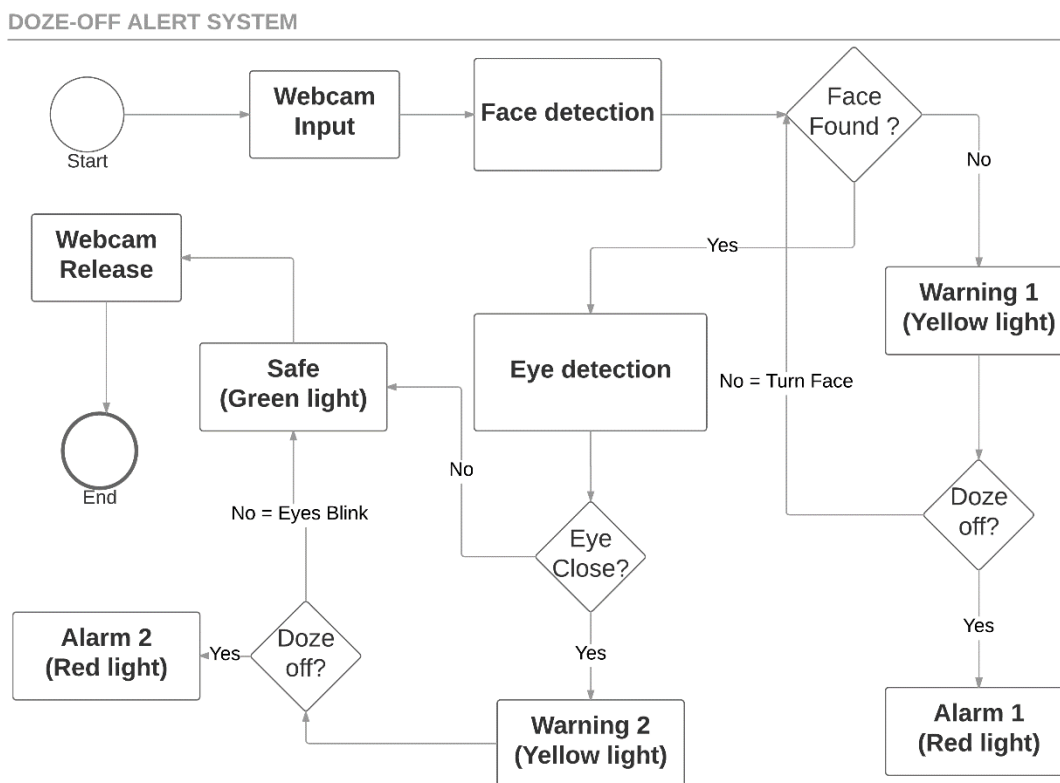 DOZE-OFF ALERT SYSTEM
Start
Webcam
Input
Face detection
Face
Found ?
No
Yes
Webcam
Release
Warning 1
(Yellow light)
Safe
(Green light)
Eye detection
No = Turn Face
End
No
No = Eyes Blink
Eye
Close?
Doze
off?
Alarm 2
(Red light)
Yes
Doze
off?
Yes
Yes
Warning 2
(Yellow light)
Alarm 1
(Red light)